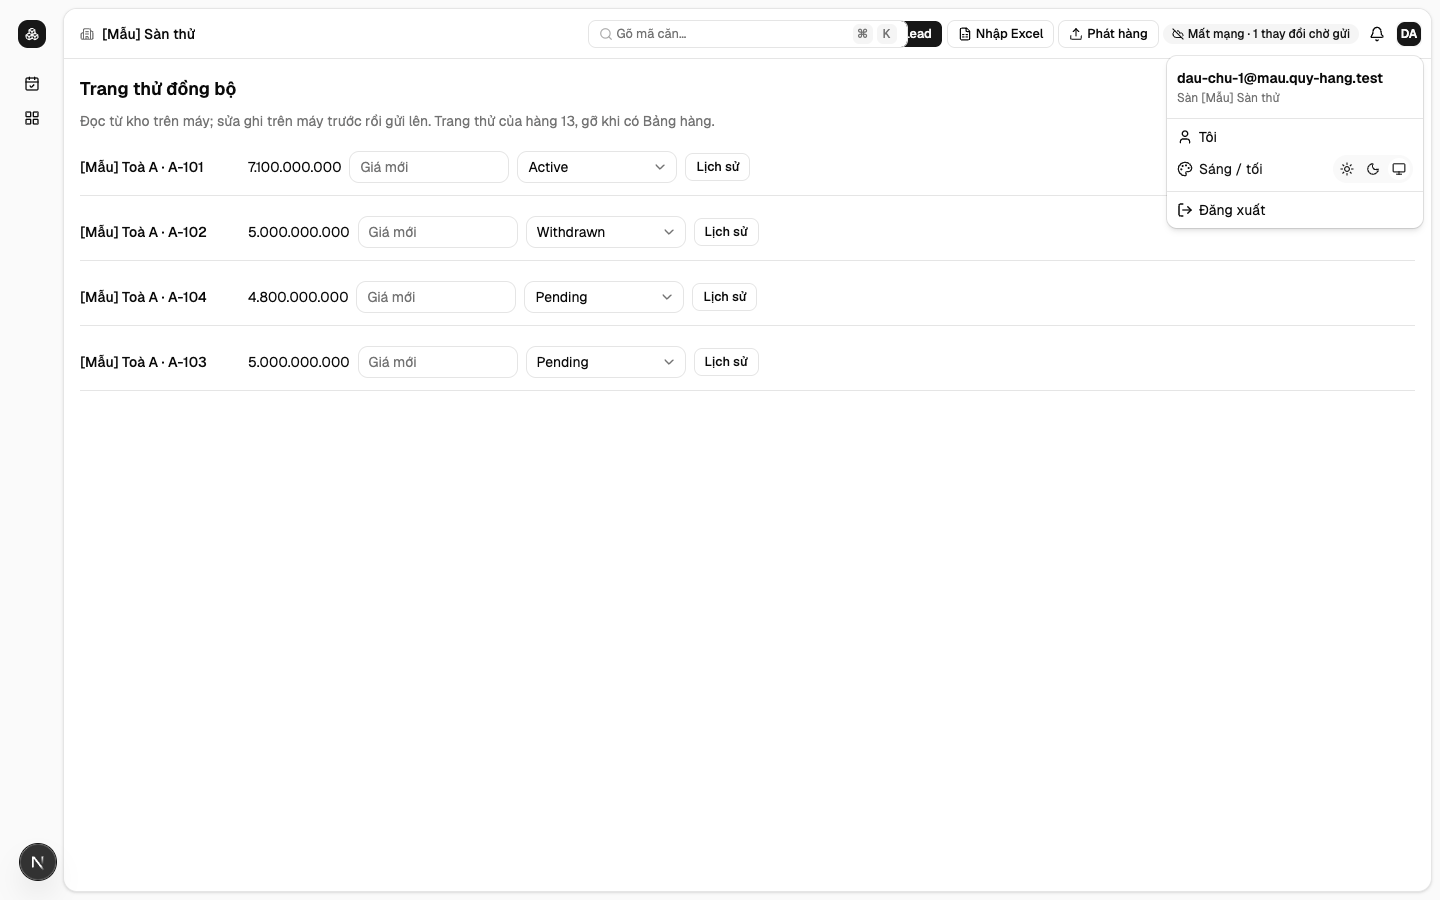 [Mẫu] Sàn thử
Gõ mã căn... ⌘ K
Lead
Nhập Excel
Phát hàng
Mất mạng · 1 thay đổi chờ gửi
DA
dau-chu-1@mau.quy-hang.test
Sàn [Mẫu] Sàn thử
Tôi
Sáng / tối
Đăng xuất
Trang thử đồng bộ
Đọc từ kho trên máy; sửa ghi trên máy trước rồi gửi lên. Trang thử của hàng 13, gỡ khi có Bảng hàng.
[Mẫu] Toà A · A-101 7.100.000.000 Giá mới Active Lịch sử
[Mẫu] Toà A · A-102 5.000.000.000 Giá mới Withdrawn Lịch sử
[Mẫu] Toà A · A-104 4.800.000.000 Giá mới Pending Lịch sử
[Mẫu] Toà A · A-103 5.000.000.000 Giá mới Pending Lịch sử
N